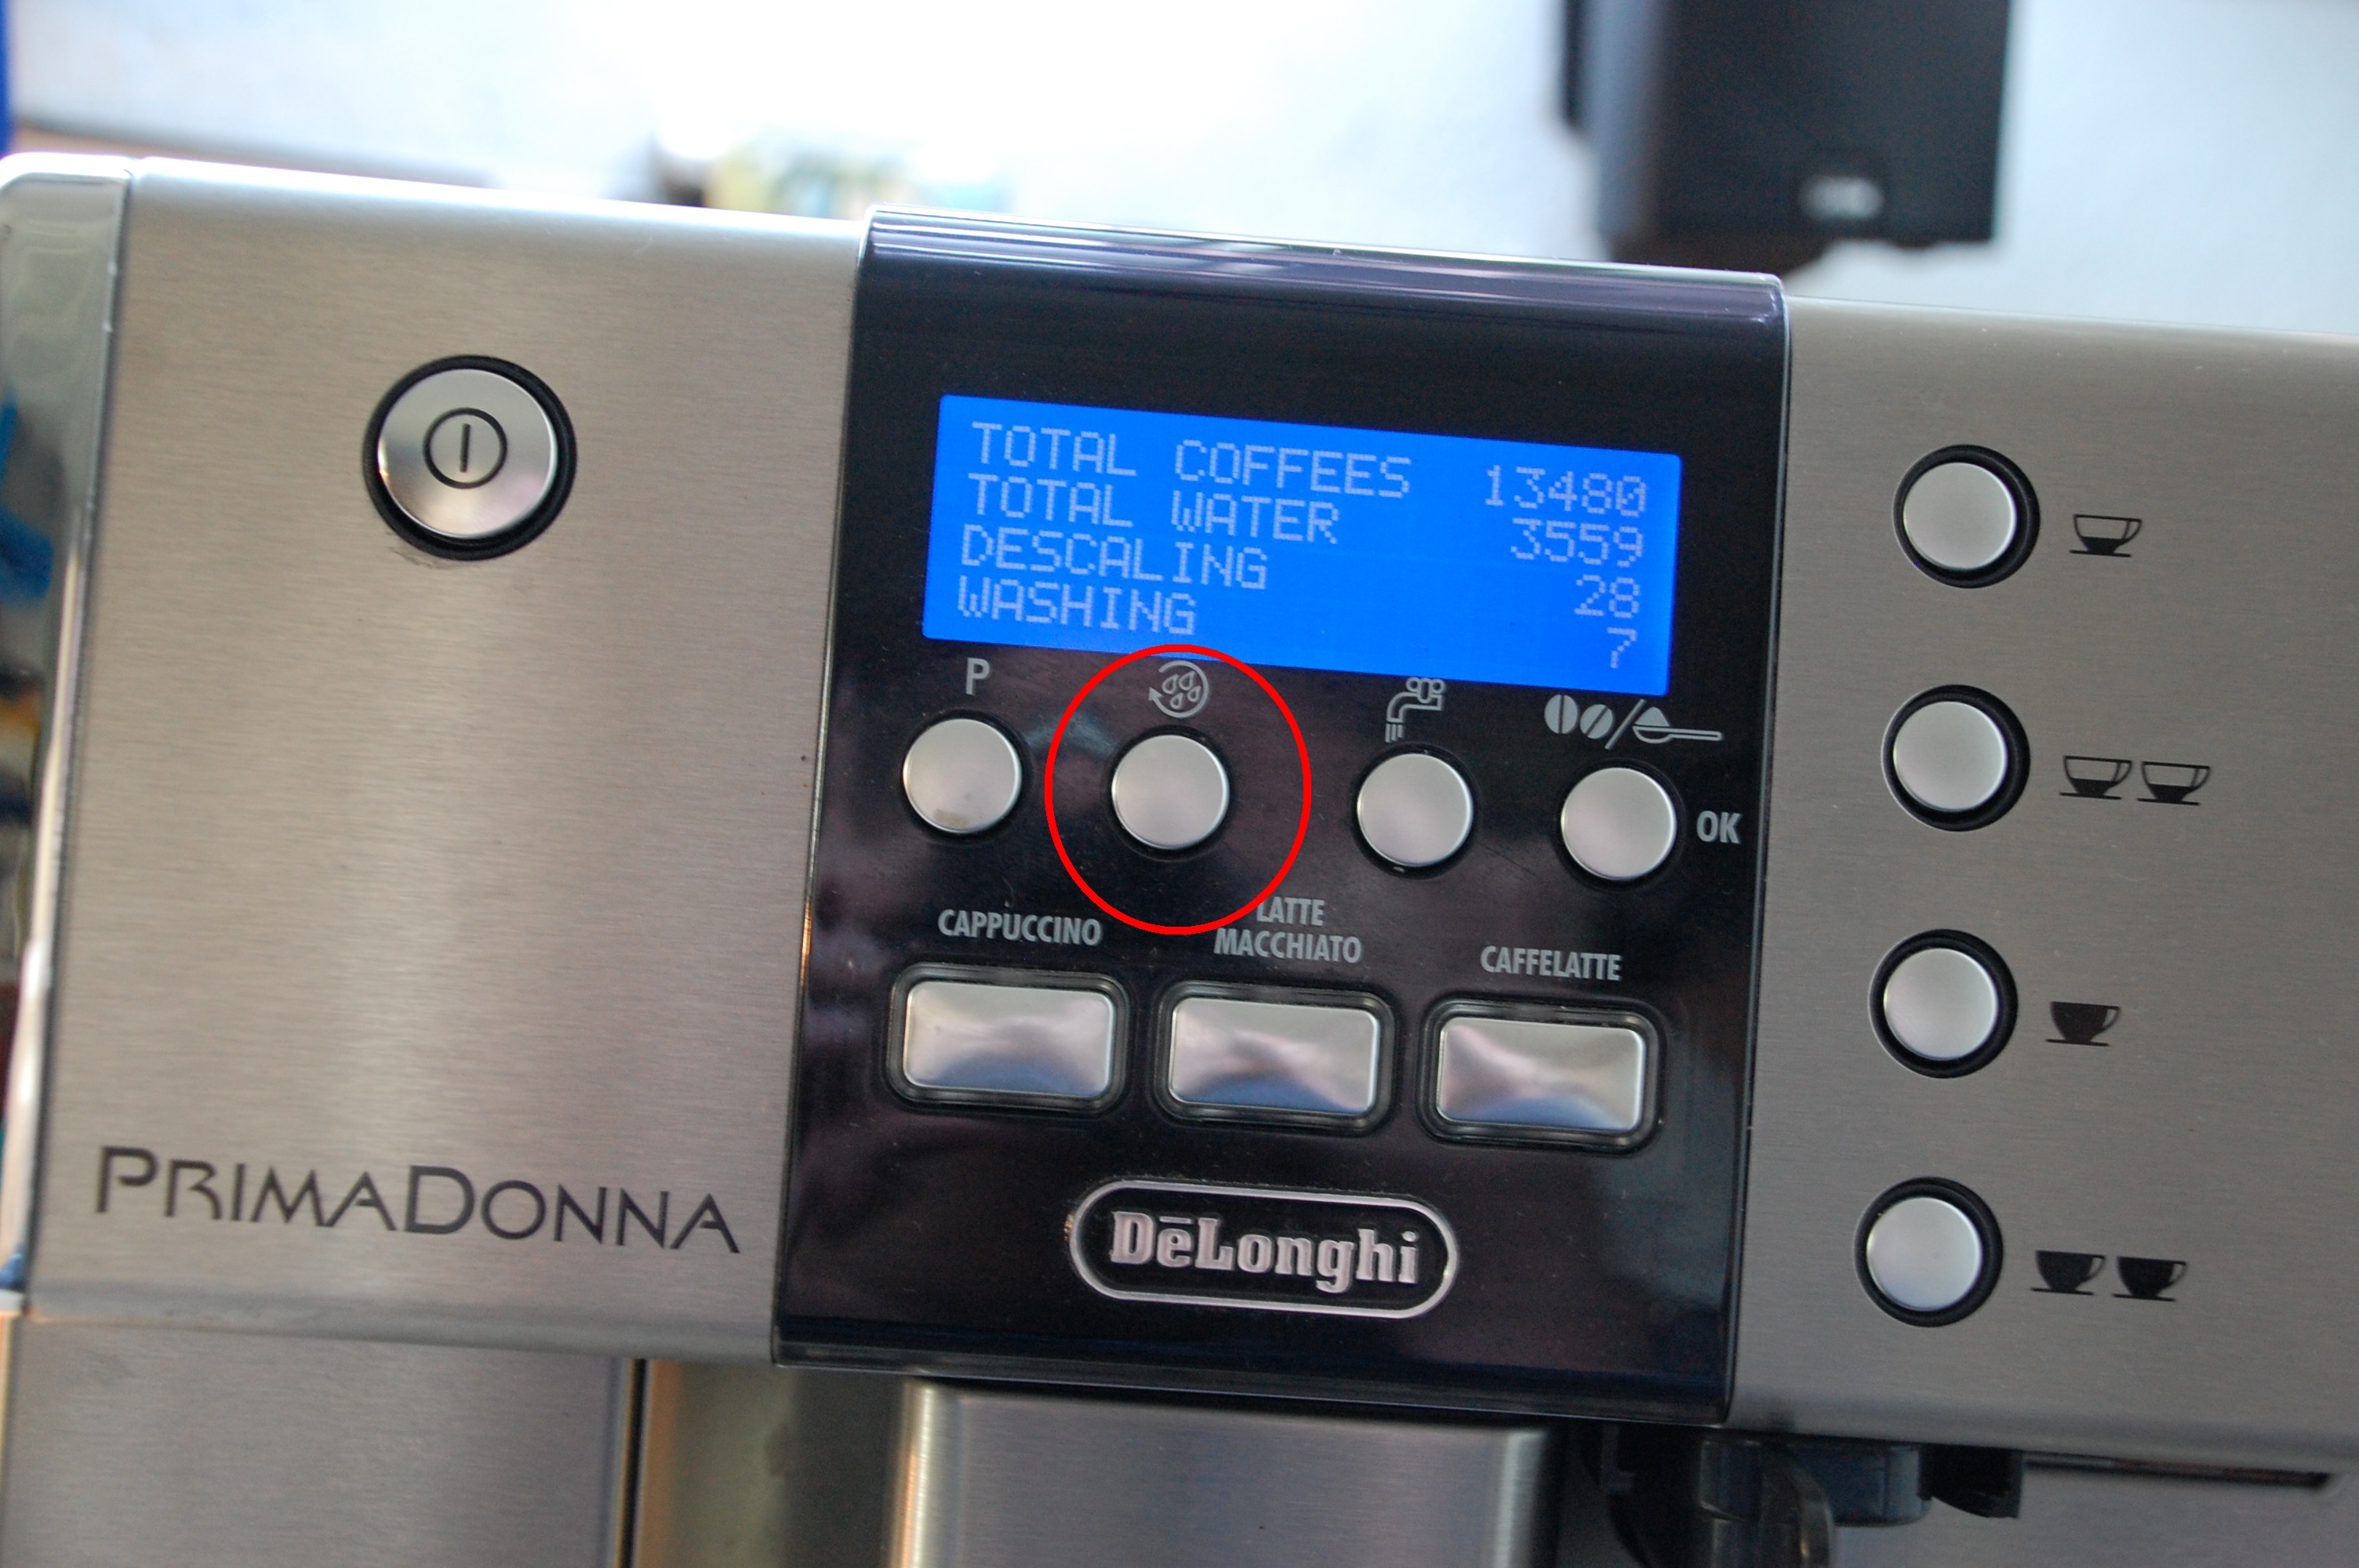 TOTAL COFFEES 13480
TOTAL WATER 3559
DESCALING 28
WASHING 7
P
OK
CAPPUCCINO
LATTE
MACCHIATO
CAFFELATTE
PRIMADONNA
DēLonghi